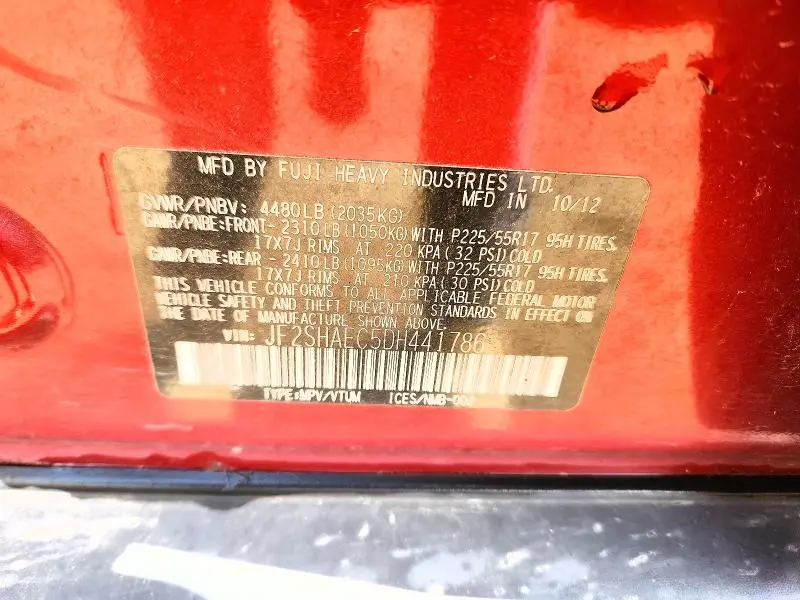 MFD BY FUJI HEAVY INDUSTRIES LTD.
MFD IN 10/12
GVWR/PNBV: 4480LB(2035KG)
GAWR/PNBE:FRONT- 2310LB(1050KG)WITH P225/55R17 95H TIRES,
17X7J RIMS AT 220 KPA(32 PSI)COLD
GAWR/PNBE:REAR - 2410LB(1095KG)WITH P225/55R17 95H TIRES,
17X7J RIMS AT 210 KPA(30 PSI)COLD
THIS VEHICLE CONFORMS TO ALL APPLICABLE FEDERAL MOTOR
VEHICLE SAFETY AND THEFT PREVENTION STANDARDS IN EFFECT ON
THE DATE OF MANUFACTURE SHOWN ABOVE.
VIN: JF2SHAEC5DH441786
TYPE:MPV/VTUM ICES/NMB-002